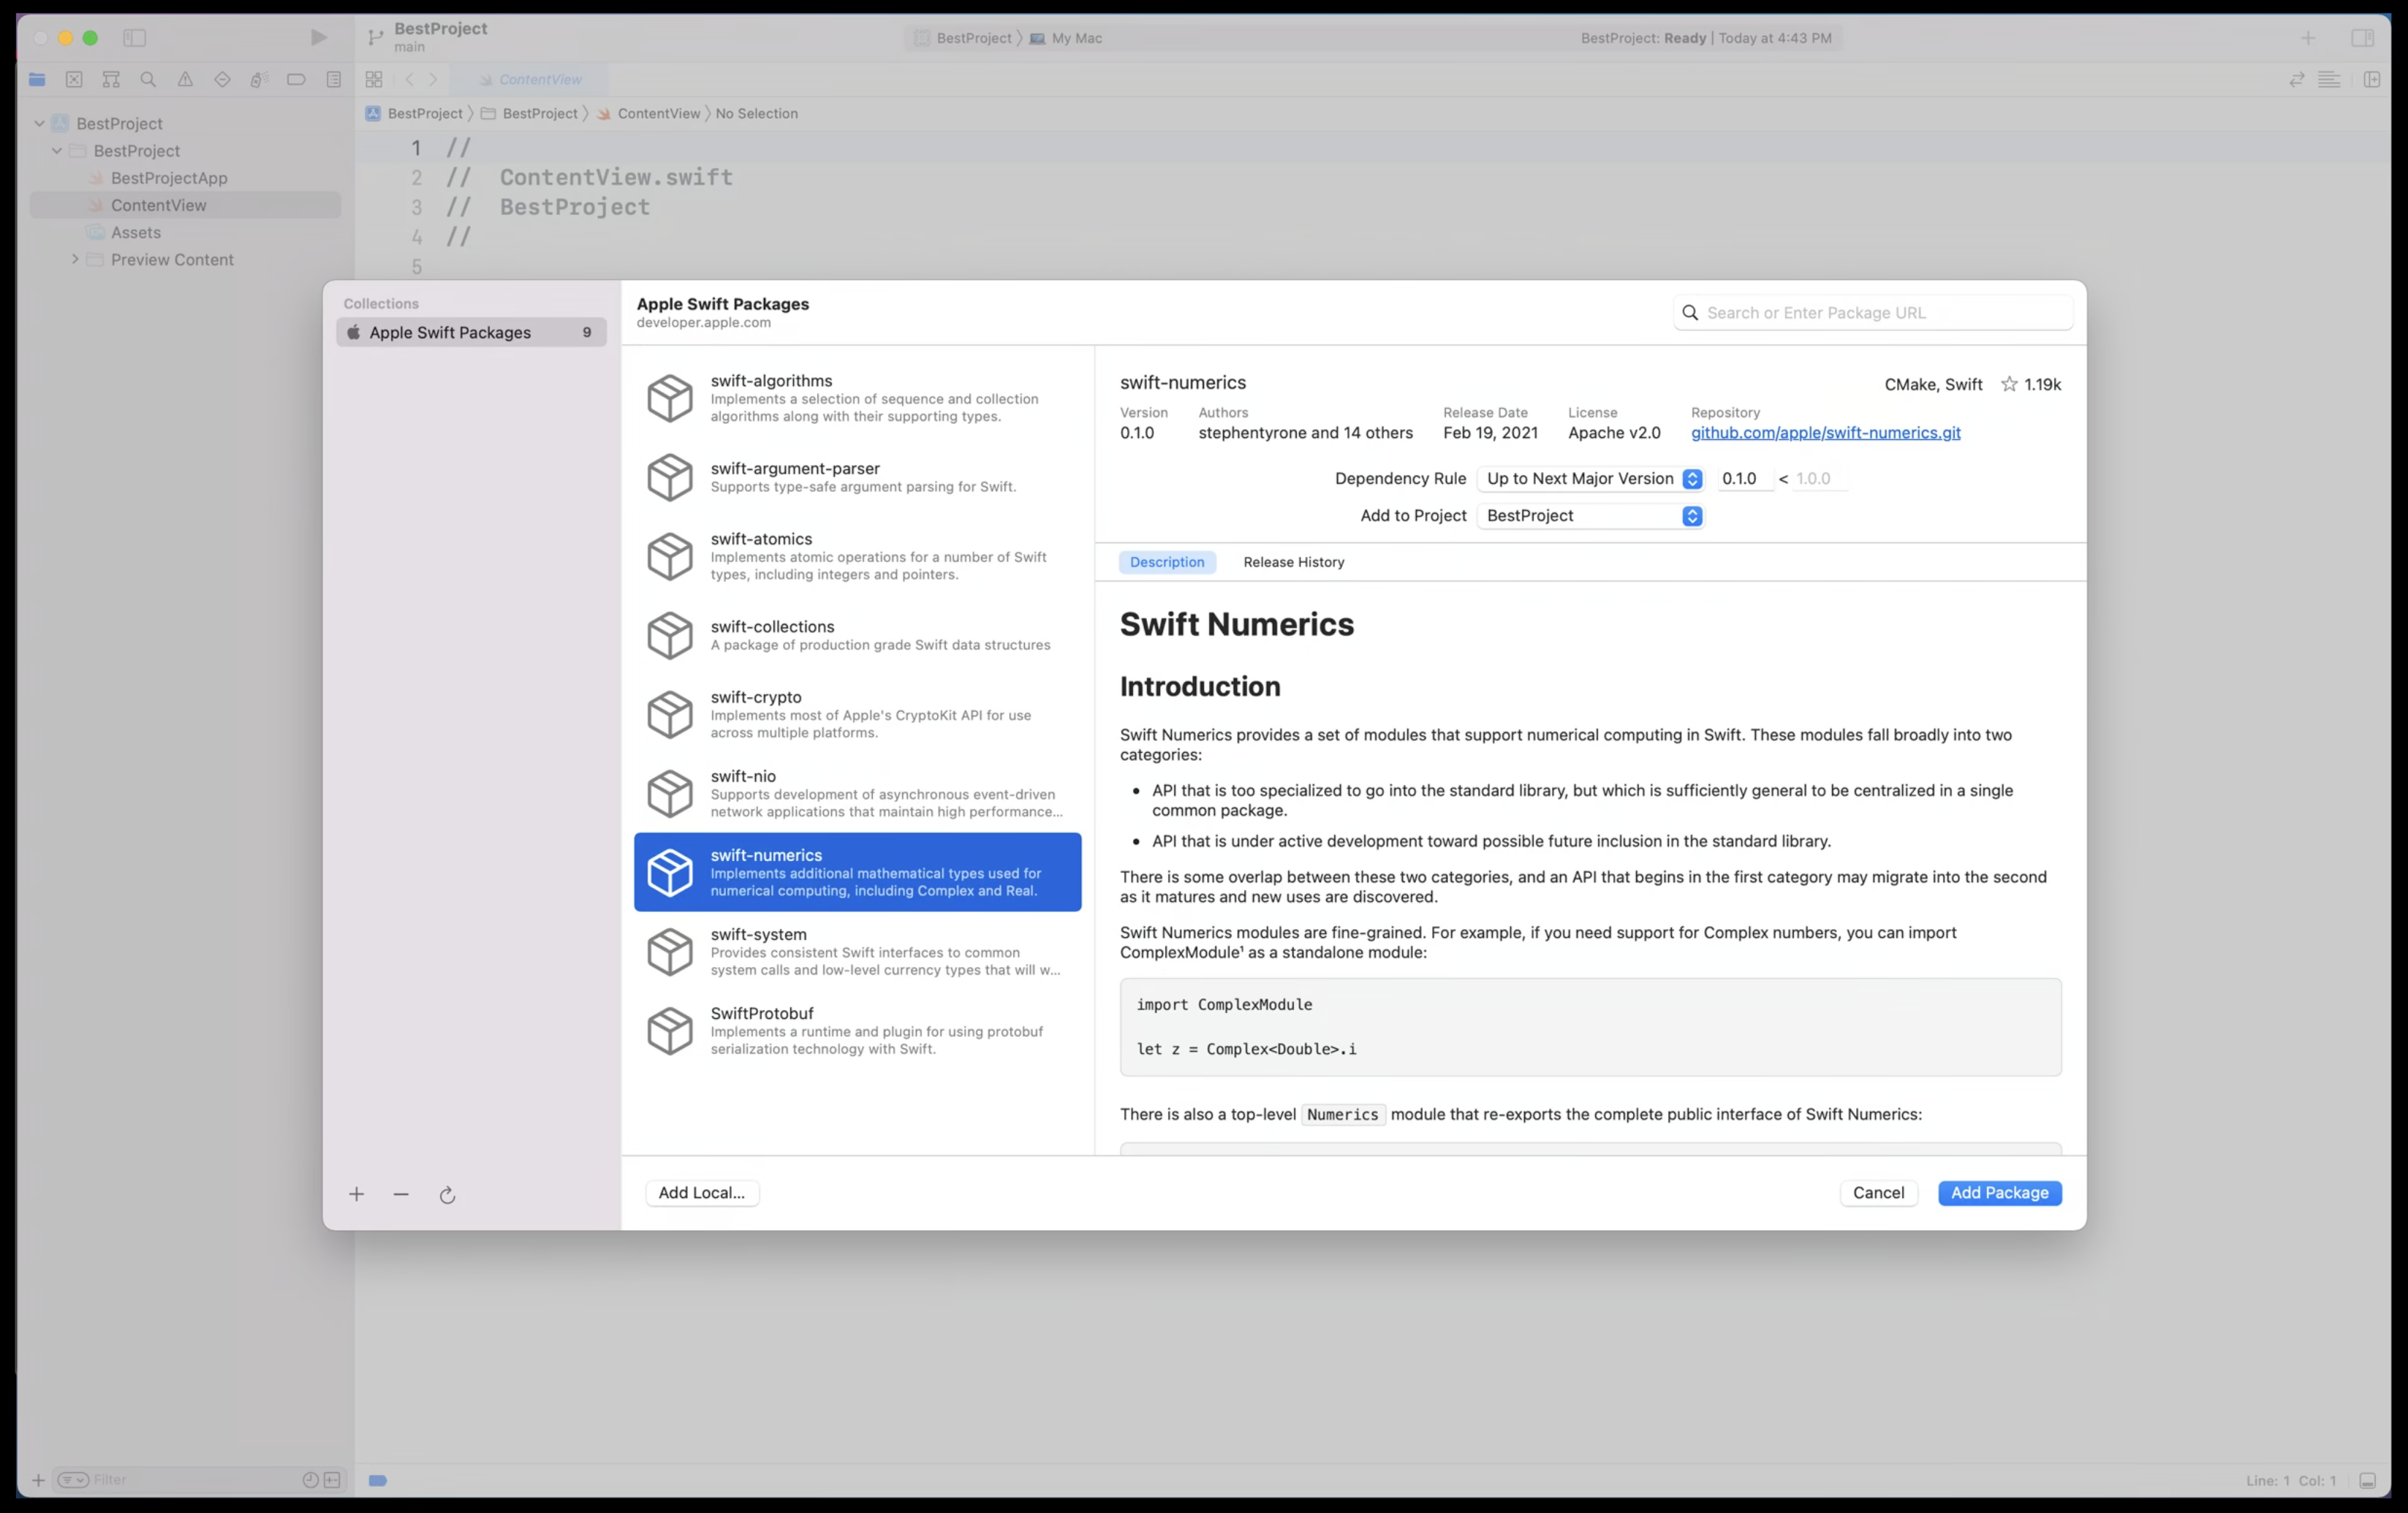 BestProject
main
BestProject 〉 My Mac
BestProject: Ready | Today at 4:43 PM
ContentView
BestProject 〉 BestProject 〉 ContentView 〉 No Selection
BestProject
BestProject
BestProjectApp
ContentView
Assets
Preview Content
1 //
2 // ContentView.swift
3 // BestProject
4 //
5
Collections
Apple Swift Packages 9
Apple Swift Packages
developer.apple.com
Search or Enter Package URL
swift-algorithms
Implements a selection of sequence and collection
algorithms along with their supporting types.
swift-argument-parser
Supports type-safe argument parsing for Swift.
swift-atomics
Implements atomic operations for a number of Swift
types, including integers and pointers.
swift-collections
A package of production grade Swift data structures
swift-crypto
Implements most of Apple's CryptoKit API for use
across multiple platforms.
swift-nio
Supports development of asynchronous event-driven
network applications that maintain high performance...
swift-numerics
Implements additional mathematical types used for
numerical computing, including Complex and Real.
swift-system
Provides consistent Swift interfaces to common
system calls and low-level currency types that will w...
SwiftProtobuf
Implements a runtime and plugin for using protobuf
serialization technology with Swift.
swift-numerics
CMake, Swift ☆ 1.19k
Version Authors Release Date License Repository
0.1.0 stephentyrone and 14 others Feb 19, 2021 Apache v2.0 github.com/apple/swift-numerics.git
Dependency Rule Up to Next Major Version 0.1.0 < 1.0.0
Add to Project BestProject
Description Release History
Swift Numerics
Introduction
Swift Numerics provides a set of modules that support numerical computing in Swift. These modules fall broadly into two
categories:
• API that is too specialized to go into the standard library, but which is sufficiently general to be centralized in a single
common package.
• API that is under active development toward possible future inclusion in the standard library.
There is some overlap between these two categories, and an API that begins in the first category may migrate into the second
as it matures and new uses are discovered.
Swift Numerics modules are fine-grained. For example, if you need support for Complex numbers, you can import
ComplexModule¹ as a standalone module:
import ComplexModule
let z = Complex<Double>.i
There is also a top-level Numerics module that re-exports the complete public interface of Swift Numerics:
Add Local...
Cancel
Add Package
Filter
Line: 1 Col: 1